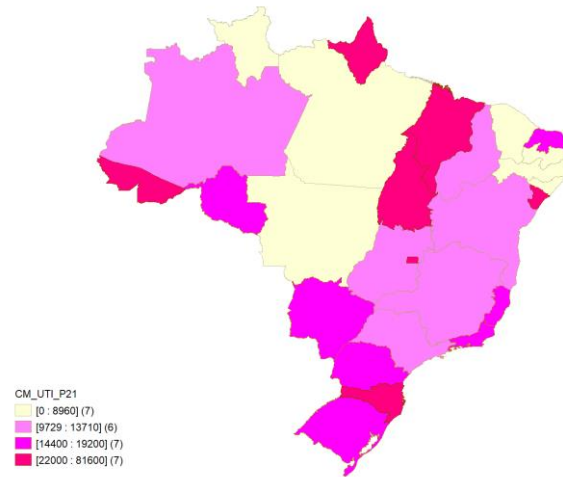 CM_UTI_P21
[0 : 8960] (7)
[9729 : 13710] (6)
[14400 : 19200] (7)
[22000 : 81600] (7)